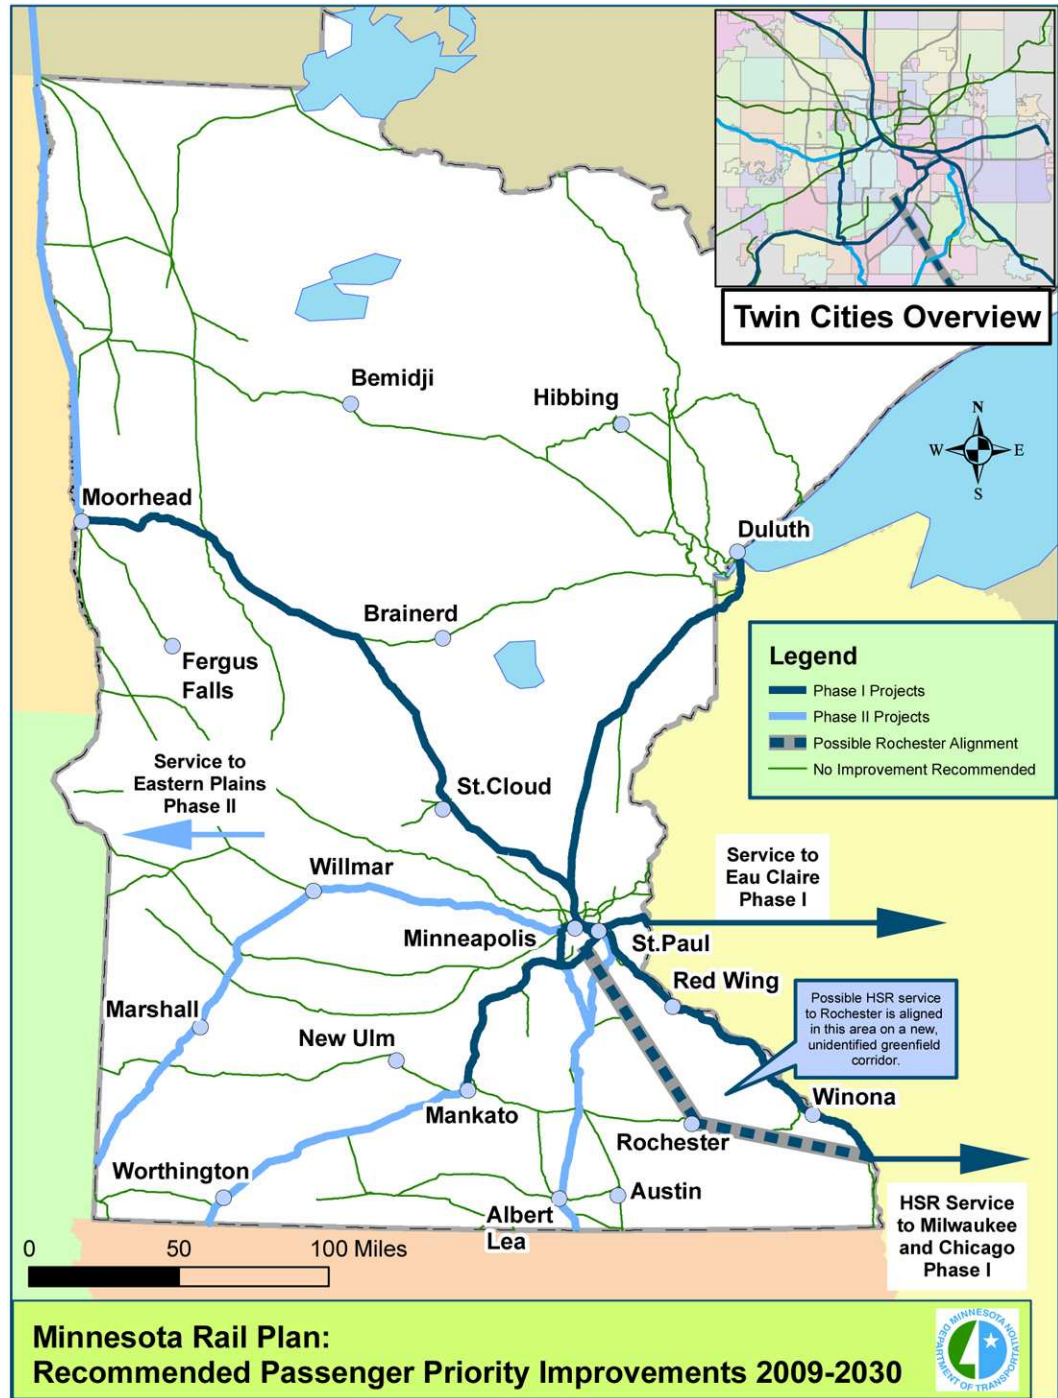 Twin Cities Overview
Bemidji
Hibbing
N
W
E
S
Moorhead
Duluth
Brainerd
Fergus
Falls
Legend
Phase I Projects
Phase II Projects
Possible Rochester Alignment
No Improvement Recommended
Service to
Eastern Plains
Phase II
St.Cloud
Willmar
Service to
Eau Claire
Phase I
Minneapolis
St.Paul
Red Wing
Possible HSR service
to Rochester is aligned
in this area on a new,
unidentified greenfield
corridor.
Marshall
New Ulm
Mankato
Winona
Rochester
Worthington
Albert
Lea
Austin
HSR Service
to Milwaukee
and Chicago
Phase I
0 50 100 Miles
Minnesota Rail Plan:
Recommended Passenger Priority Improvements 2009-2030
MINNESOTA
DEPARTMENT OF TRANSPORTATION